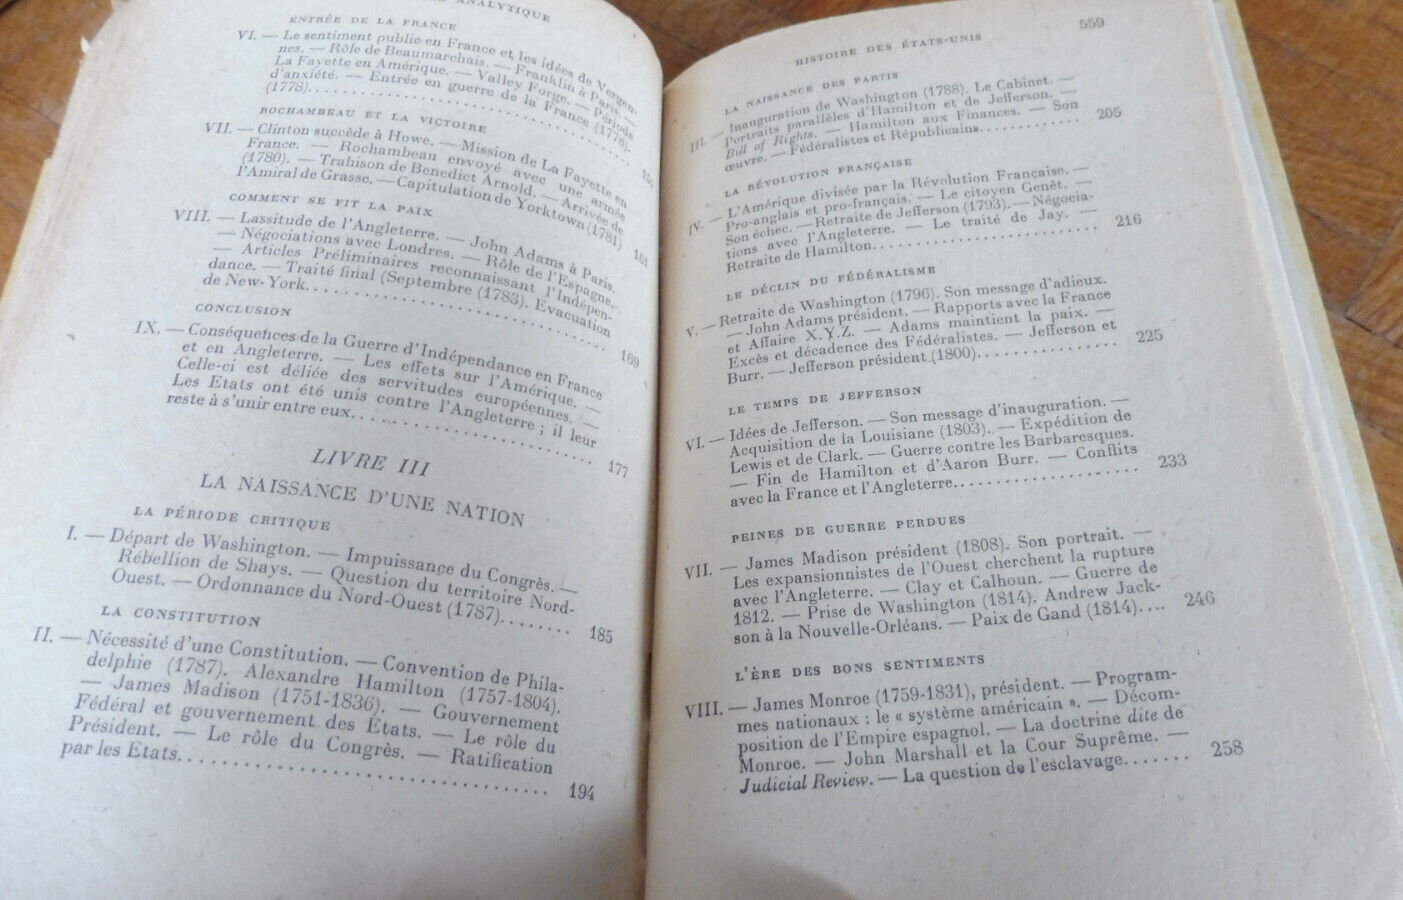 ANALYTIQUE
ENTRÉE DE LA FRANCE
VI. — Le sentiment public en France et les idées de Vergen-
nes. — Rôle de Beaumarchais. — Franklin à Paris. —
La Fayette en Amérique. — Valley Forge. — Période
d'anxiété. — Entrée en guerre de la France (1778).
(1778)
ROCHAMBEAU ET LA VICTOIRE
151
VII. — Clinton succède à Howe. — Mission de La Fayette en
France. — Rochambeau envoyé avec une armée
(1780). — Trahison de Benedict Arnold. — Arrivée de
l'Amiral de Grasse. — Capitulation de Yorktown (1781)
161
COMMENT SE FIT LA PAIX
VIII. — Lassitude de l'Angleterre. — John Adams à Paris.
— Négociations avec Londres. — Rôle de l'Espagne.
— Articles Préliminaires reconnaissant l'Indépen-
dance. — Traité final (Septembre (1783). Evacuation
de New-York. 169
CONCLUSION
IX. — Conséquences de la Guerre d'Indépendance en France
et en Angleterre. — Les effets sur l'Amérique. —
Celle-ci est déliée des servitudes européennes. —
Les Etats ont été unis contre l'Angleterre ; il leur
reste à s'unir entre eux. 177
LIVRE III
LA NAISSANCE D'UNE NATION
LA PÉRIODE CRITIQUE
I. — Départ de Washington. — Impuissance du Congrès. —
Rébellion de Shays. — Question du territoire Nord-
Ouest. — Ordonnance du Nord-Ouest (1787). 185
LA CONSTITUTION
II. — Nécessité d'une Constitution. — Convention de Phila-
delphie (1787). Alexandre Hamilton (1757-1804).
— James Madison (1751-1836). — Gouvernement
Fédéral et gouvernement des États. — Le rôle du
Président. — Le rôle du Congrès. — Ratification
par les Etats. 194
HISTOIRE DES ÉTATS-UNIS 559
LA NAISSANCE DES PARTIS
III. — Inauguration de Washington (1788). Le Cabinet. —
Portraits parallèles d'Hamilton et de Jefferson. —
Bill of Rights. — Hamilton aux Finances. — Son
œuvre. — Fédéralistes et Républicains. 205
LA RÉVOLUTION FRANÇAISE
IV. — L'Amérique divisée par la Révolution Française. —
Pro-anglais et pro-français. — Le citoyen Genêt. —
Son échec. — Retraite de Jefferson (1793). — Négocia-
tions avec l'Angleterre. — Le traité de Jay. —
Retraite de Hamilton. 216
LE DÉCLIN DU FÉDÉRALISME
V. — Retraite de Washington (1796). Son message d'adieux.
— John Adams président. — Rapports avec la France
et Affaire X.Y.Z. — Adams maintient la paix. —
Excès et décadence des Fédéralistes. — Jefferson et
Burr. — Jefferson président (1800). 225
LE TEMPS DE JEFFERSON
VI. — Idées de Jefferson. — Son message d'inauguration. —
Acquisition de la Louisiane (1803). — Expédition de
Lewis et de Clark. — Guerre contre les Barbaresques.
— Fin de Hamilton et d'Aaron Burr. — Conflits
avec la France et l'Angleterre. 233
PEINES DE GUERRE PERDUES
VII. — James Madison président (1808). Son portrait. —
Les expansionnistes de l'Ouest cherchent la rupture
avec l'Angleterre. — Clay et Calhoun. — Guerre de
1812. — Prise de Washington (1814). Andrew Jack-
son à la Nouvelle-Orléans. — Paix de Gand (1814). 246
L'ÈRE DES BONS SENTIMENTS
VIII. — James Monroe (1759-1831), président. — Program-
mes nationaux : le « système américain ». — Décom-
position de l'Empire espagnol. — La doctrine dite de
Monroe. — John Marshall et la Cour Suprême. —
Judicial Review. — La question de l'esclavage. 258